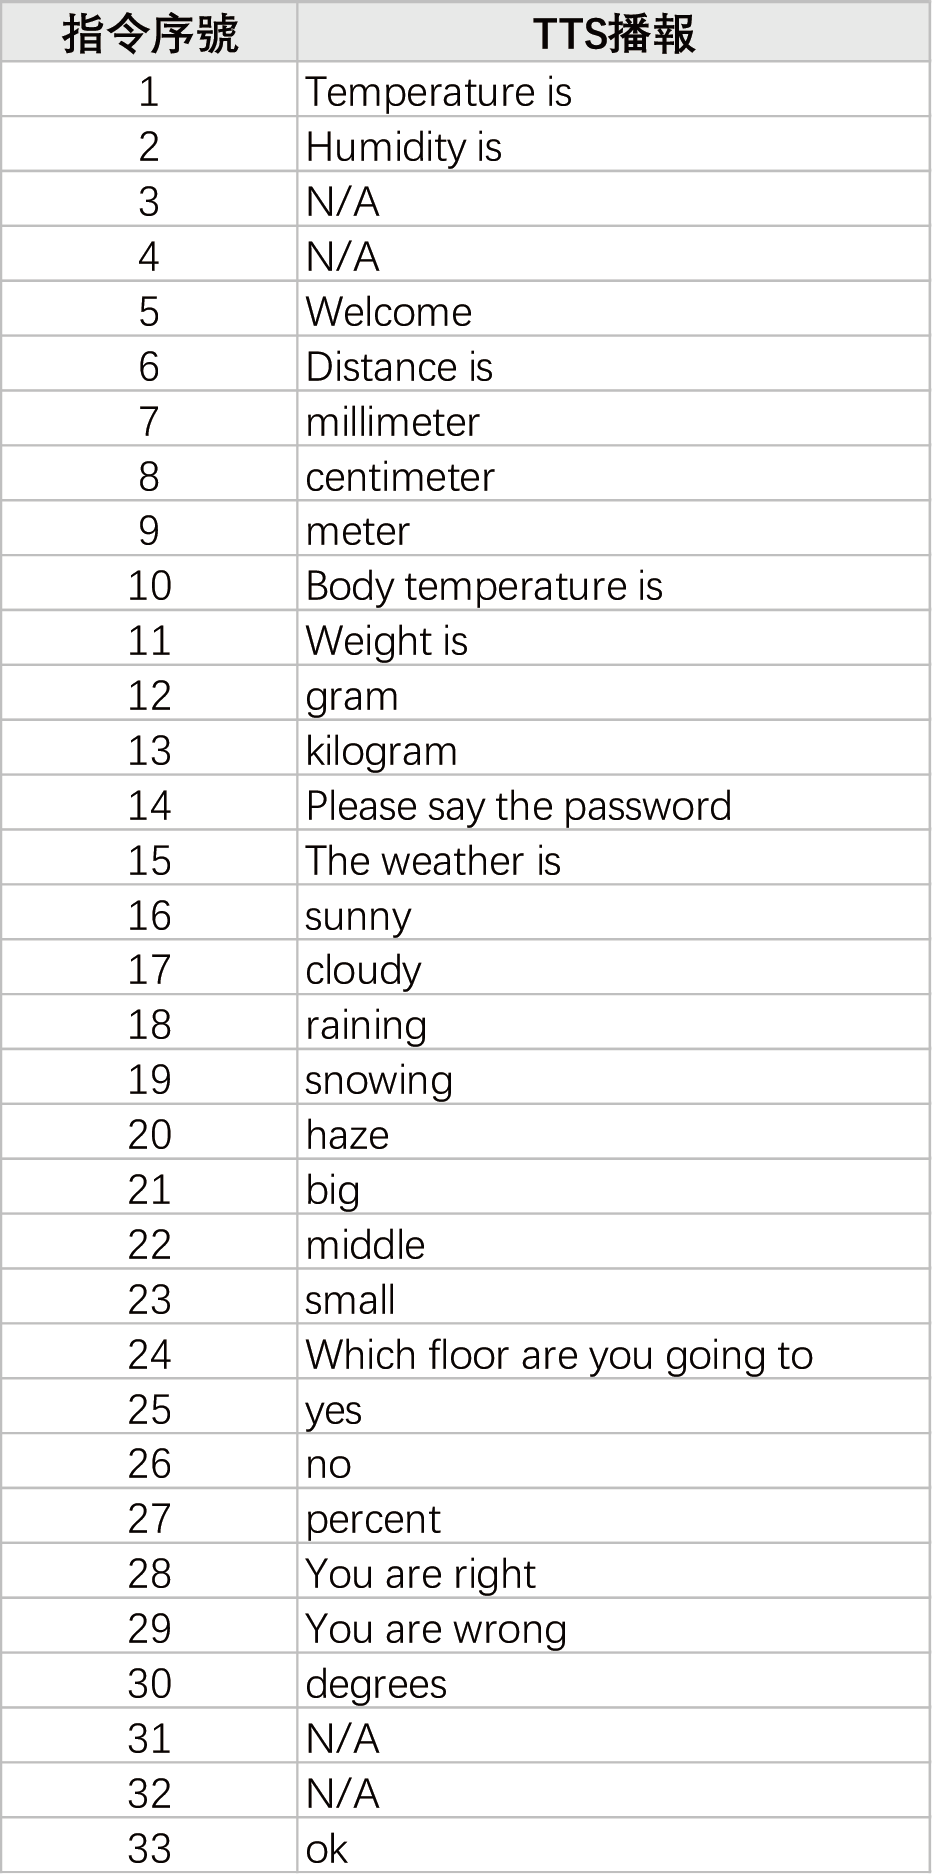 指令序號 TTS播報
1 Temperature is
2 Humidity is
3 N/A
4 N/A
5 Welcome
6 Distance is
7 millimeter
8 centimeter
9 meter
10 Body temperature is
11 Weight is
12 gram
13 kilogram
14 Please say the password
15 The weather is
16 sunny
17 cloudy
18 raining
19 snowing
20 haze
21 big
22 middle
23 small
24 Which floor are you going to
25 yes
26 no
27 percent
28 You are right
29 You are wrong
30 degrees
31 N/A
32 N/A
33 ok